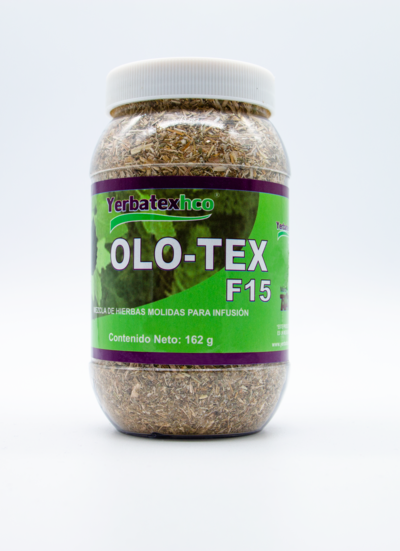 Yerbatexhco
OLO-TEX
F15
MEZCLA DE HIERBAS MOLIDAS PARA INFUSIÓN
Contenido Neto: 162 g